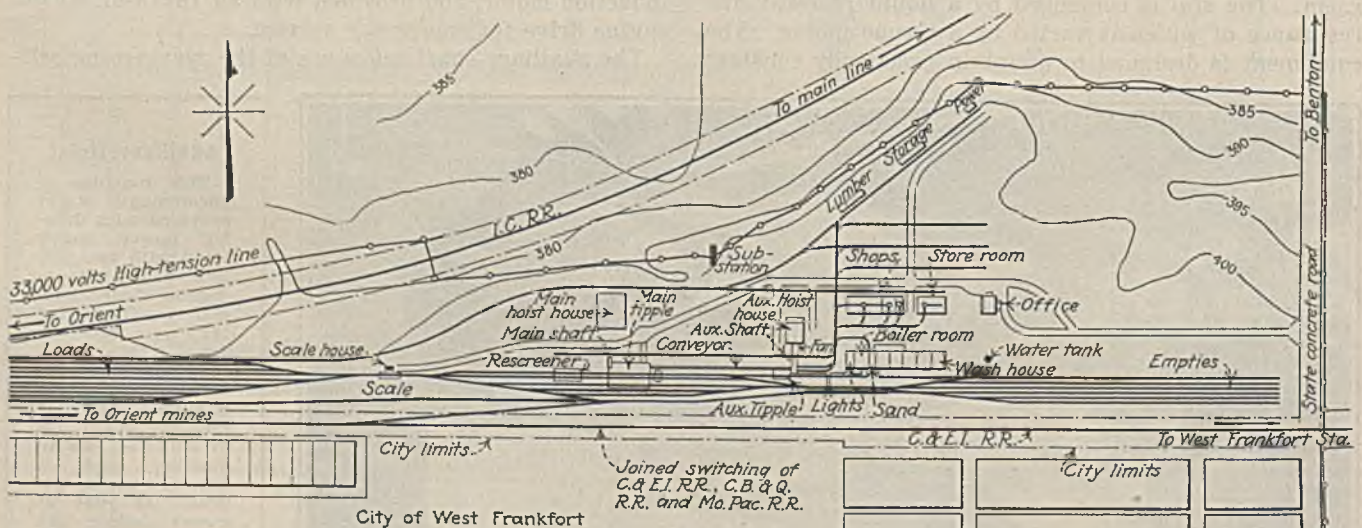 To Benton
385
To main line
380
385
Power
Storage
Lumber
390
395
400
I.C. RR.
380
33,000 volts High-tension line
Sub-
station
Shops
Store room
State concrete road
To Orient
Main
hoist house
Main
tipple
Aux. Hoist
house
Office
Main shaft
Aux. Shaft
Fan
Boiler room
Loads
Scale house
Rescreener
Conveyor
Water tank
Wash house
Empties
Scale
Aux. Tipple
Lights
Sand
To Orient mines
City limits
C.& E.I. R.R.
To West Frankfort Sta.
City limits
Joined switching of
C.& E.I. RR., C.B. & Q.
R.R. and Mo. Pac. R.R.
City of West Frankfort